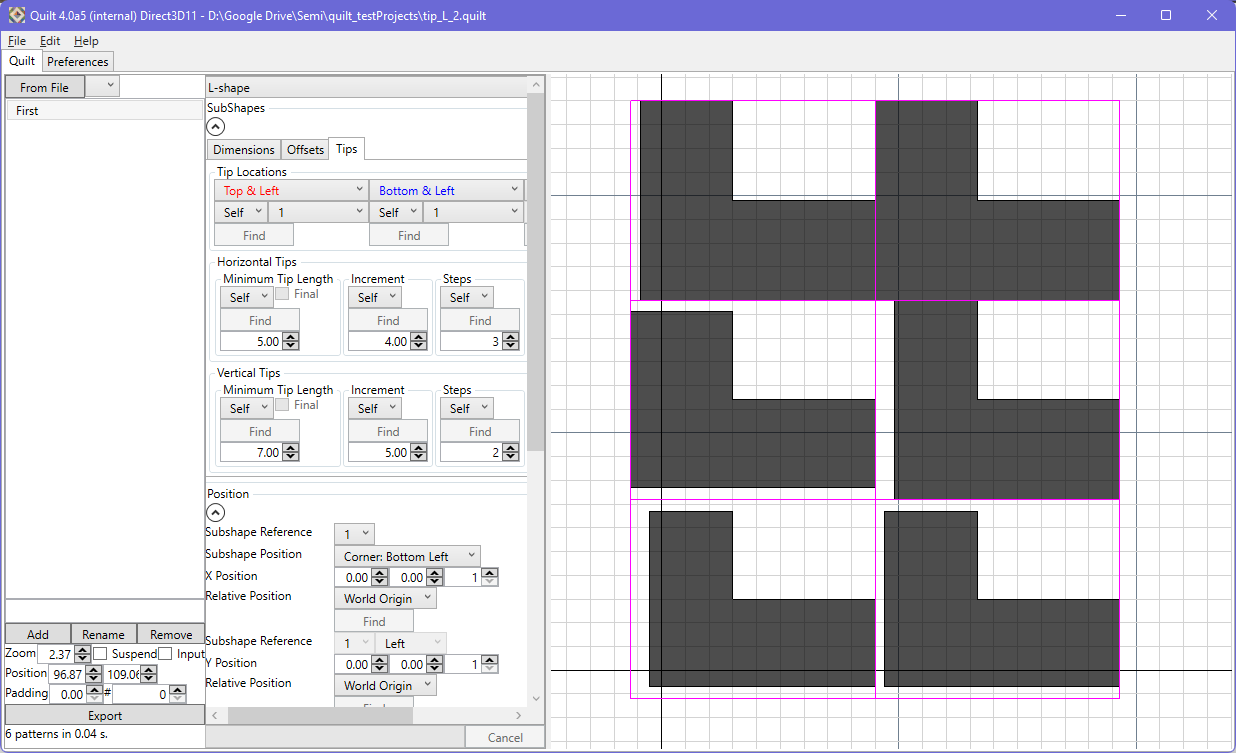 Quilt 4.0a5 (internal) Direct3D11 - D:\Google Drive\Semi\quilt_testProjects\tip_L_2.quilt
File Edit Help
Quilt Preferences
From File
First
L-shape
SubShapes
Dimensions Offsets Tips
Tip Locations
Top & Left Bottom & Left
Self 1 Self 1
Find Find
Horizontal Tips
Minimum Tip Length Increment Steps
Self Final Self Self
Find Find Find
5.00 4.00 3
Vertical Tips
Minimum Tip Length Increment Steps
Self Final Self Self
Find Find Find
7.00 5.00 2
Position
Subshape Reference 1
Subshape Position Corner: Bottom Left
X Position 0.00 0.00 1
Relative Position World Origin
Find
Subshape Reference 1 Left
Y Position 0.00 0.00 1
Relative Position World Origin
Add Rename Remove
Zoom 2.37 Suspend Input
Position 96.87 109.06
Padding 0.00 # 0
Export
6 patterns in 0.04 s.
Cancel